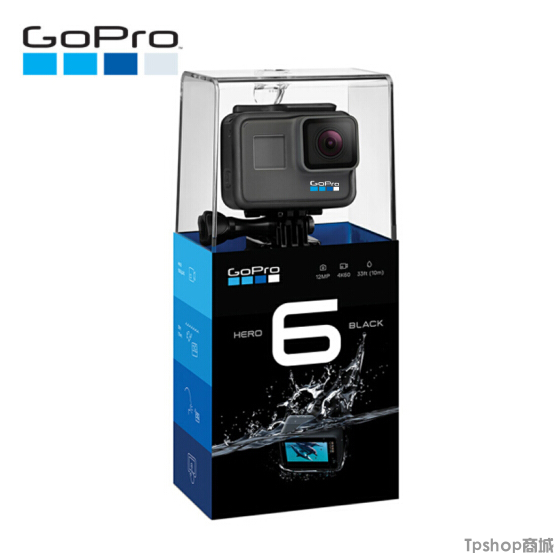 GoPro
GoPro
GoPro
12MP 4K60 33ft (10m)
HERO 6 BLACK
Tpshop商城